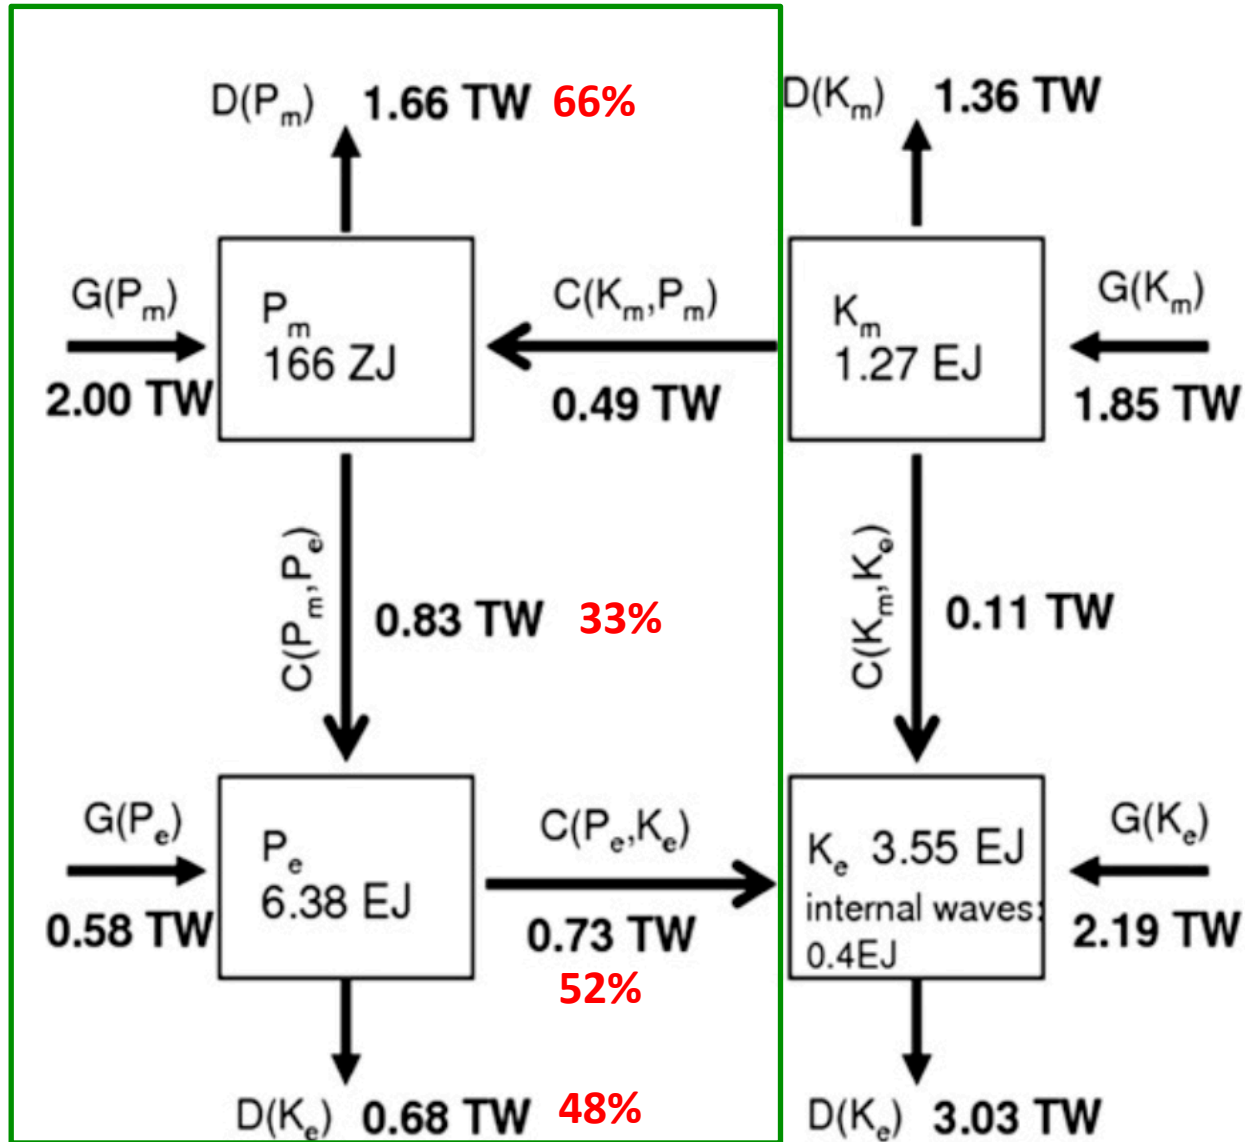 D(Pm) 1.66 TW 66%
D(Km) 1.36 TW
G(Pm)
2.00 TW
Pm
166 ZJ
C(Km,Pm)
0.49 TW
Km
1.27 EJ
G(Km)
1.85 TW
C(Pm,Pe)
0.83 TW 33%
C(Km,Ke)
0.11 TW
G(Pe)
0.58 TW
Pe
6.38 EJ
C(Pe,Ke)
0.73 TW
52%
Ke 3.55 EJ
internal waves:
0.4EJ
G(Ke)
2.19 TW
D(Ke) 0.68 TW 48%
D(Ke) 3.03 TW